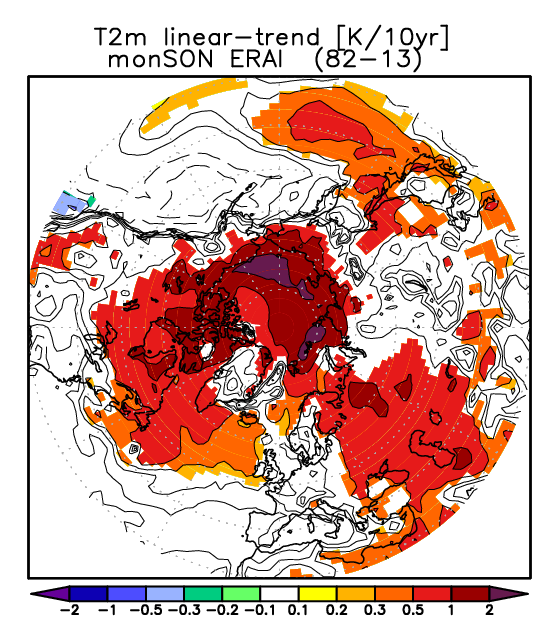 T2m linear-trend [K/10yr]
monSON ERAI (82-13)
-2 -1 -0.5 -0.3 -0.2 -0.1 0.1 0.2 0.3 0.5 1 2